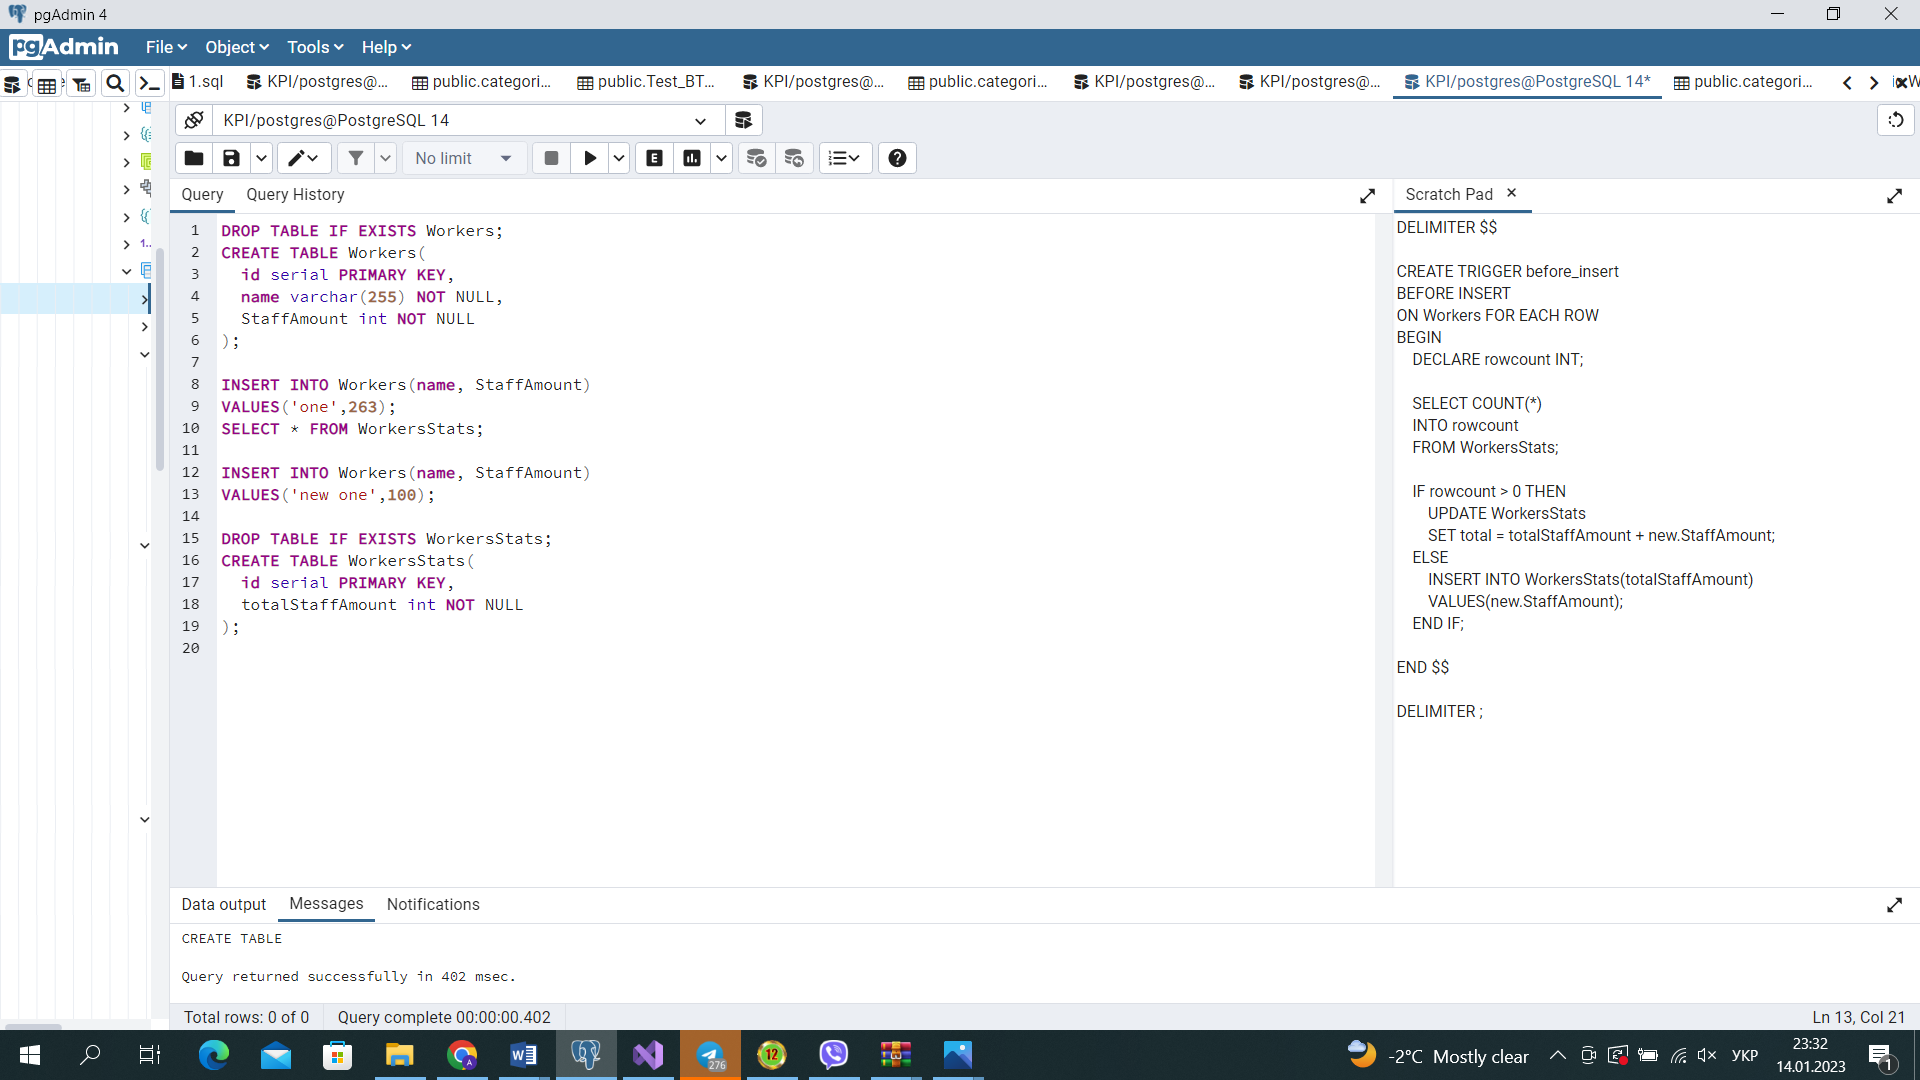 pgAdmin 4
pgAdmin File Object Tools Help
1.sql KPI/postgres@... public.categori... public.Test_BT... KPI/postgres@... public.categori... KPI/postgres@... KPI/postgres@... KPI/postgres@PostgreSQL 14* public.categori...
KPI/postgres@PostgreSQL 14
No limit
Query Query History
1 DROP TABLE IF EXISTS Workers;
2 CREATE TABLE Workers(
3 id serial PRIMARY KEY,
4 name varchar(255) NOT NULL,
5 StaffAmount int NOT NULL
6 );
7
8 INSERT INTO Workers(name, StaffAmount)
9 VALUES('one',263);
10 SELECT * FROM WorkersStats;
11
12 INSERT INTO Workers(name, StaffAmount)
13 VALUES('new one',100);
14
15 DROP TABLE IF EXISTS WorkersStats;
16 CREATE TABLE WorkersStats(
17 id serial PRIMARY KEY,
18 totalStaffAmount int NOT NULL
19 );
20
Scratch Pad
DELIMITER $$
CREATE TRIGGER before_insert
BEFORE INSERT
ON Workers FOR EACH ROW
BEGIN
DECLARE rowcount INT;
SELECT COUNT(*)
INTO rowcount
FROM WorkersStats;
IF rowcount > 0 THEN
UPDATE WorkersStats
SET total = totalStaffAmount + new.StaffAmount;
ELSE
INSERT INTO WorkersStats(totalStaffAmount)
VALUES(new.StaffAmount);
END IF;
END $$
DELIMITER ;
Data output Messages Notifications
CREATE TABLE
Query returned successfully in 402 msec.
Total rows: 0 of 0 Query complete 00:00:00.402 Ln 13, Col 21
276 12 -2°C Mostly clear УКР 23:32
14.01.2023 1